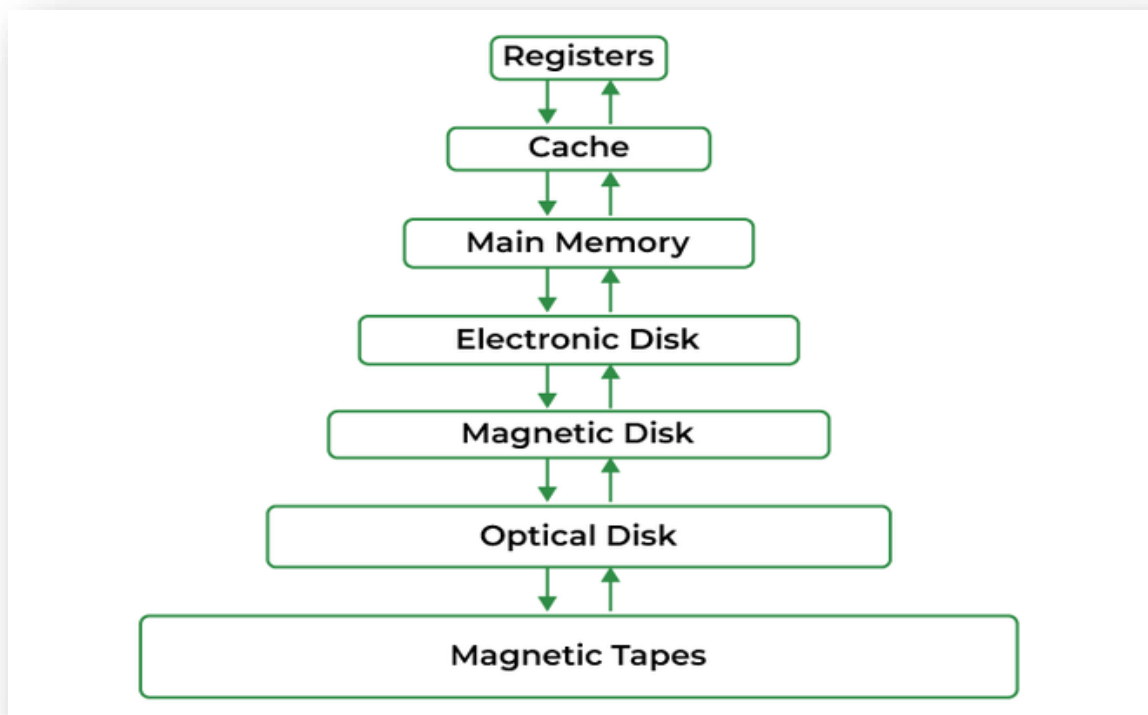 Registers
Cache
Main Memory
Electronic Disk
Magnetic Disk
Optical Disk
Magnetic Tapes